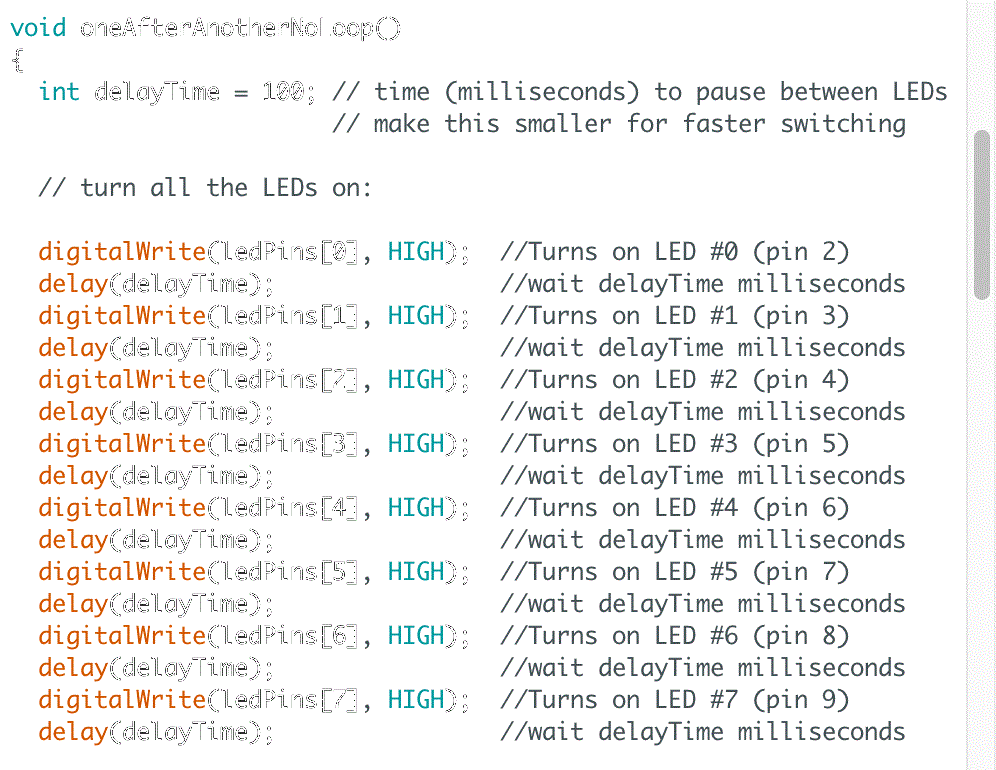 void oneAfterAnotherNoLoop()
{
  int delayTime = 100; // time (milliseconds) to pause between LEDs
                       // make this smaller for faster switching

  // turn all the LEDs on:

  digitalWrite(ledPins[0], HIGH);  //Turns on LED #0 (pin 2)
  delay(delayTime);                //wait delayTime milliseconds
  digitalWrite(ledPins[1], HIGH);  //Turns on LED #1 (pin 3)
  delay(delayTime);                //wait delayTime milliseconds
  digitalWrite(ledPins[2], HIGH);  //Turns on LED #2 (pin 4)
  delay(delayTime);                //wait delayTime milliseconds
  digitalWrite(ledPins[3], HIGH);  //Turns on LED #3 (pin 5)
  delay(delayTime);                //wait delayTime milliseconds
  digitalWrite(ledPins[4], HIGH);  //Turns on LED #4 (pin 6)
  delay(delayTime);                //wait delayTime milliseconds
  digitalWrite(ledPins[5], HIGH);  //Turns on LED #5 (pin 7)
  delay(delayTime);                //wait delayTime milliseconds
  digitalWrite(ledPins[6], HIGH);  //Turns on LED #6 (pin 8)
  delay(delayTime);                //wait delayTime milliseconds
  digitalWrite(ledPins[7], HIGH);  //Turns on LED #7 (pin 9)
  delay(delayTime);                //wait delayTime milliseconds